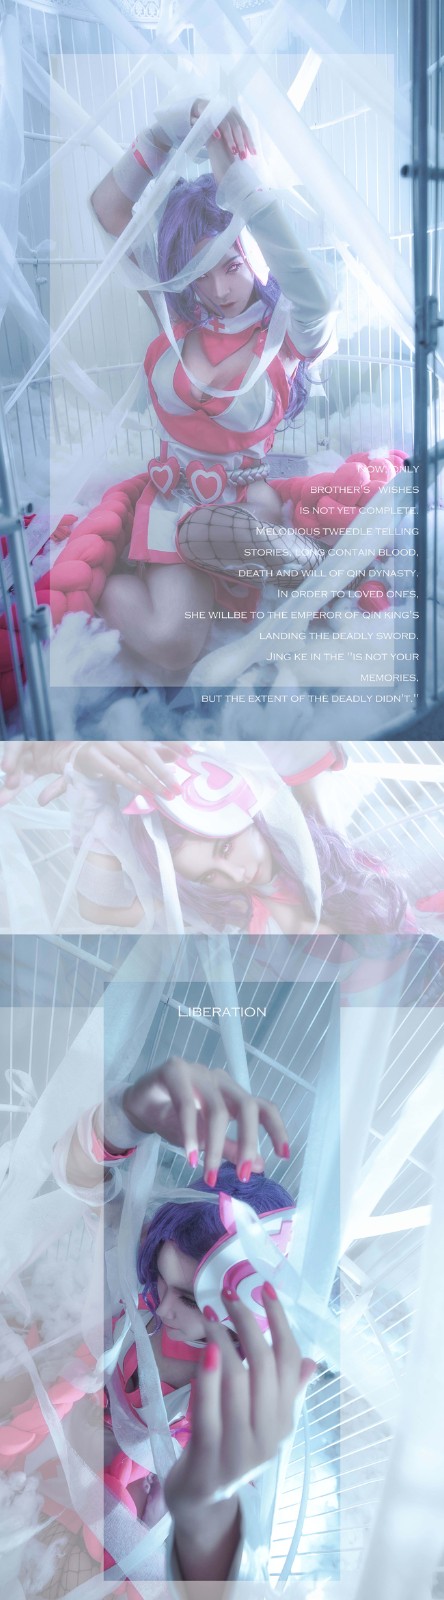 Now only
brother's wishes
is not yet complete.
Melodious tweedle telling
stories, long contain blood,
death and will of Qin Dynasty.
In order to loved ones,
she willbe to the emperor of Qin king's
landing the deadly sword.
Jing Ke in the "is not your
memories,
but the extent of the deadly didn't."
Liberation